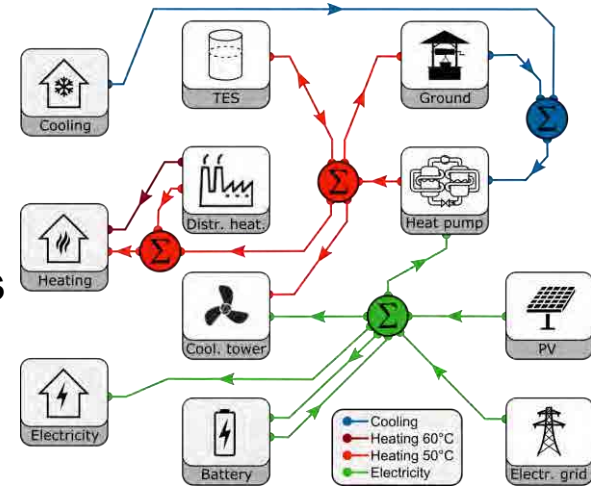 Cooling
TES
Ground
Σ
Heating
Distr. heat.
Σ
Heat pump
Σ
s
Cool. tower
Σ
PV
Electricity
Battery
Cooling
Heating 60°C
Heating 50°C
Electricity
Electr. grid